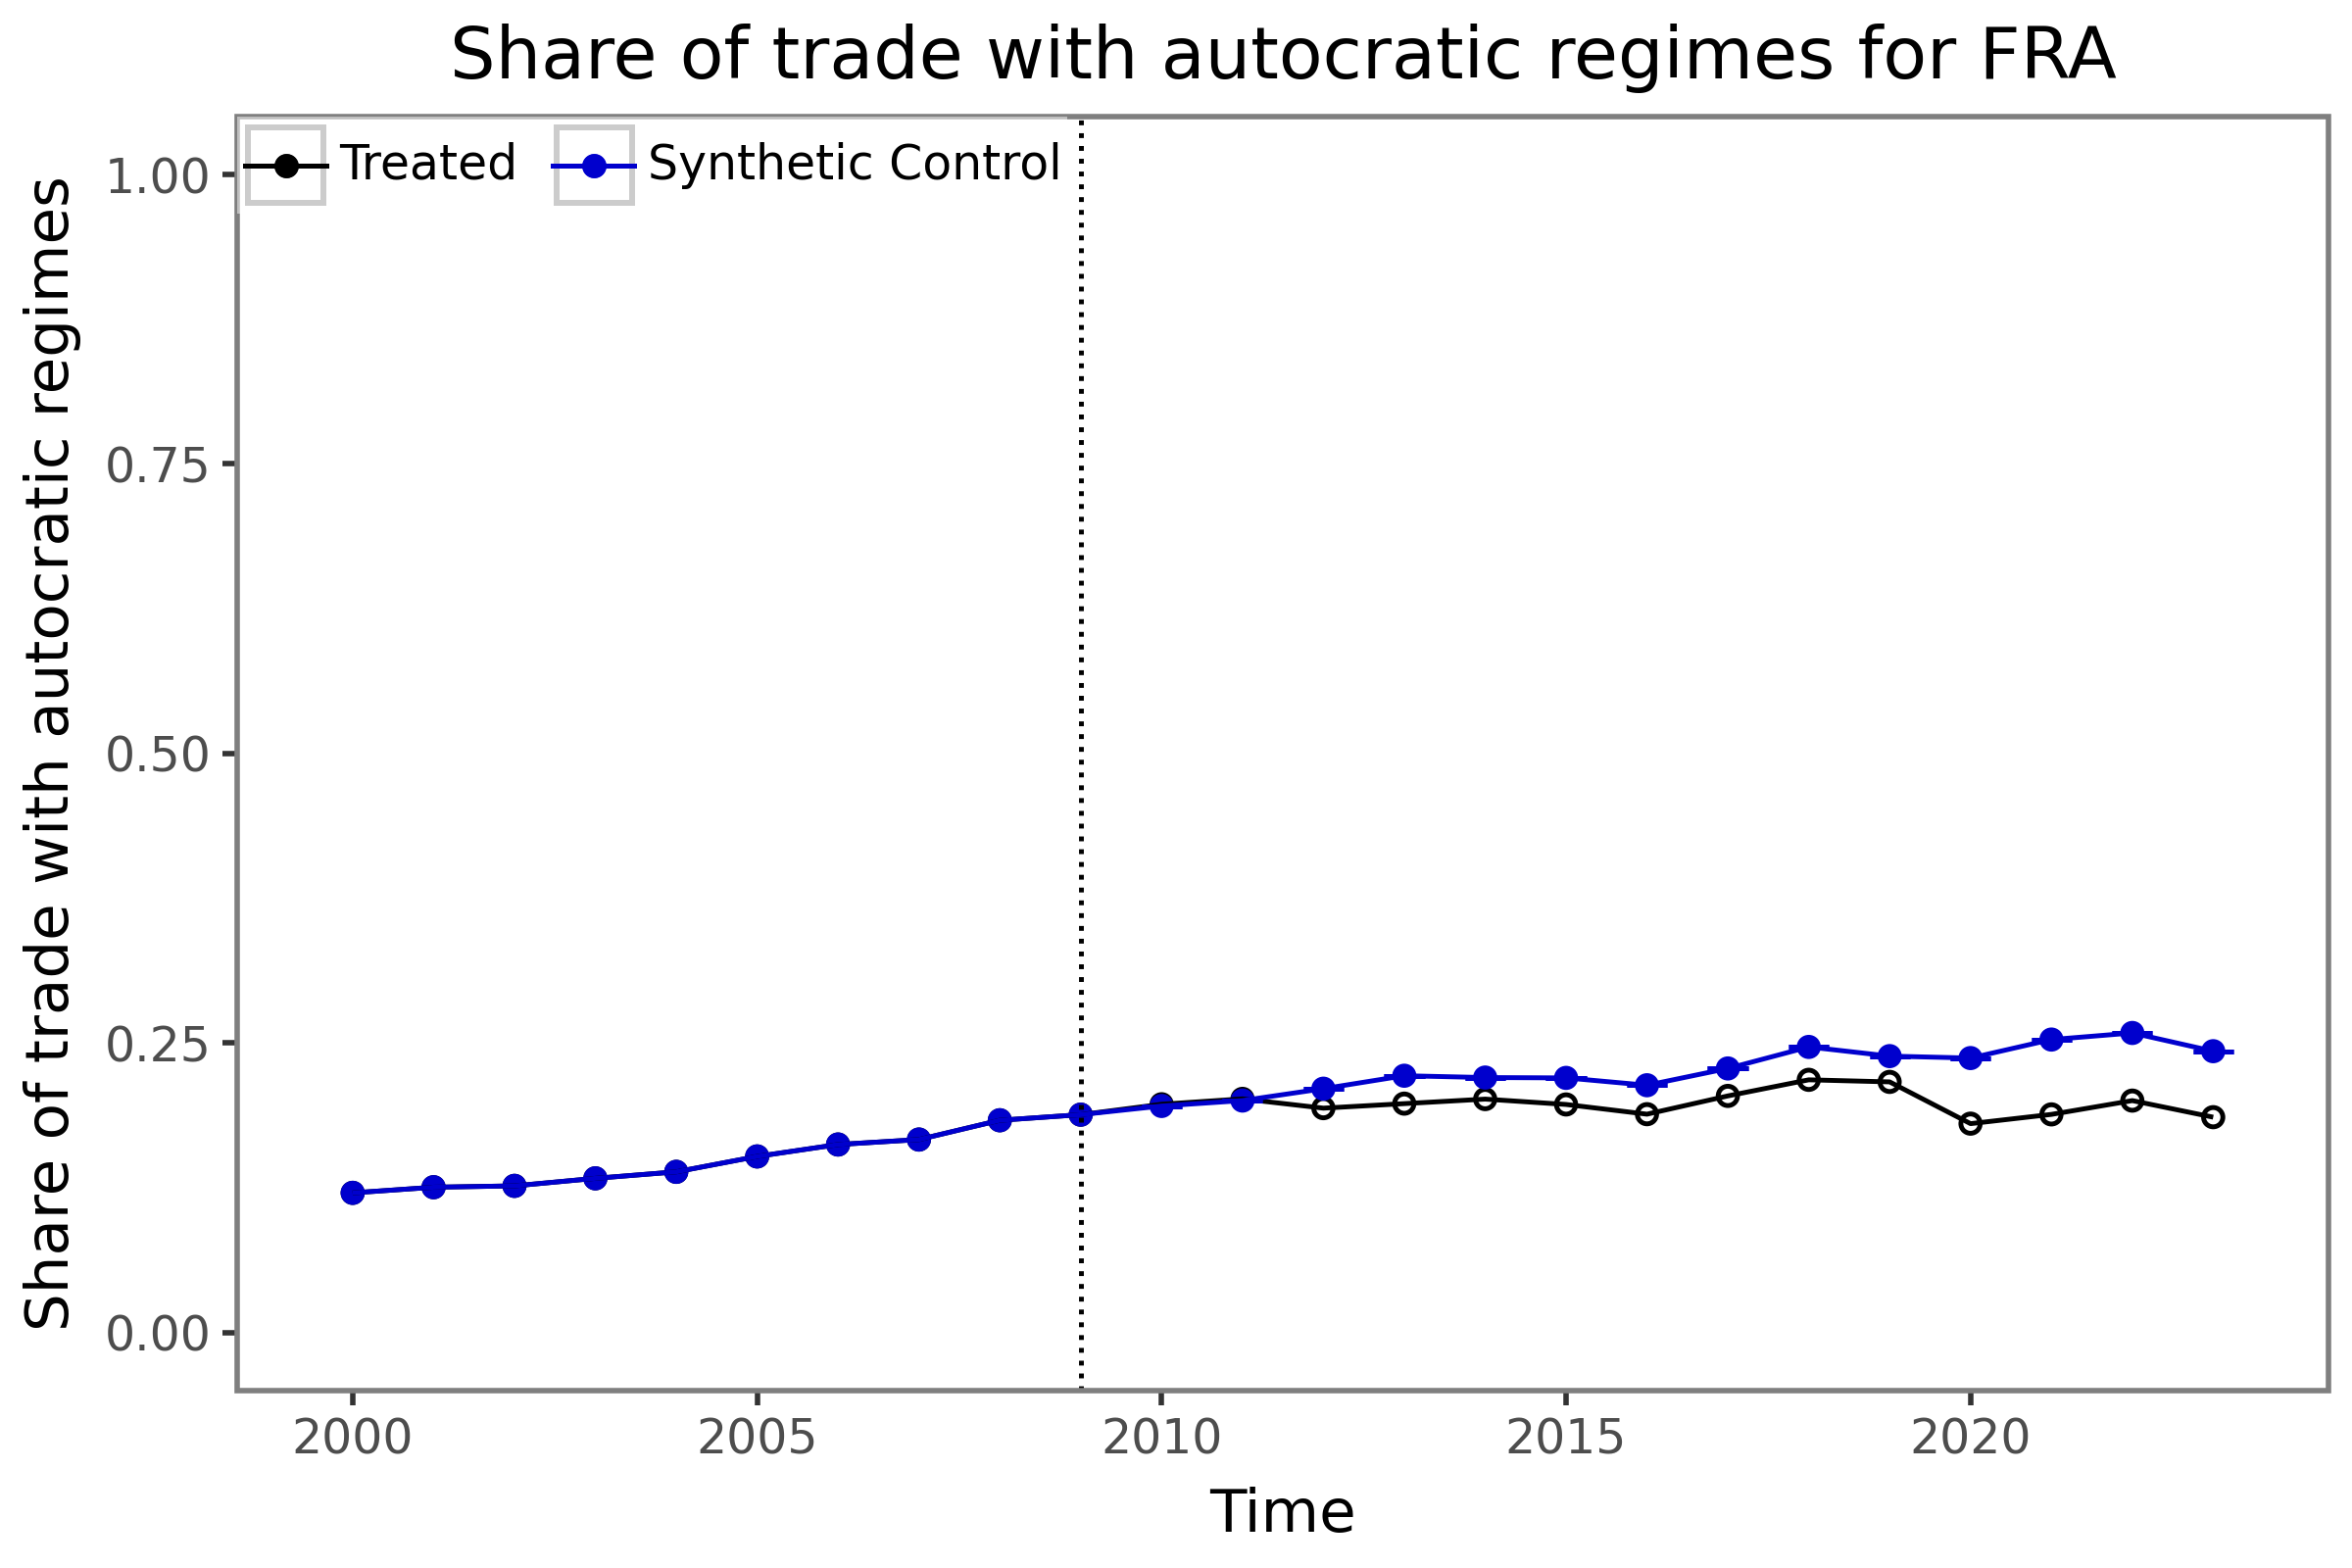 Share of trade with autocratic regimes for FRA
Treated
Synthetic Control
Share of trade with autocratic regimes
1.00
0.75
0.50
0.25
0.00
2000
2005
2010
2015
2020
Time